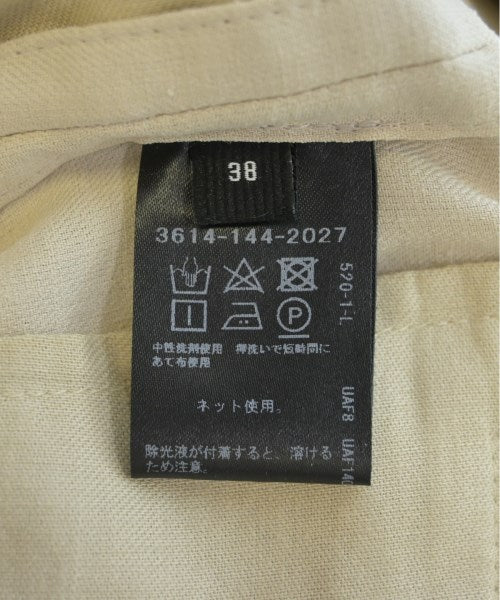 38
3614-144-2027
中性洗剤使用 押洗いで短時間に
あて布使用
ネット使用。
除光液が付着すると、溶ける
ため注意。
520-1-L
UAF8 UAF140